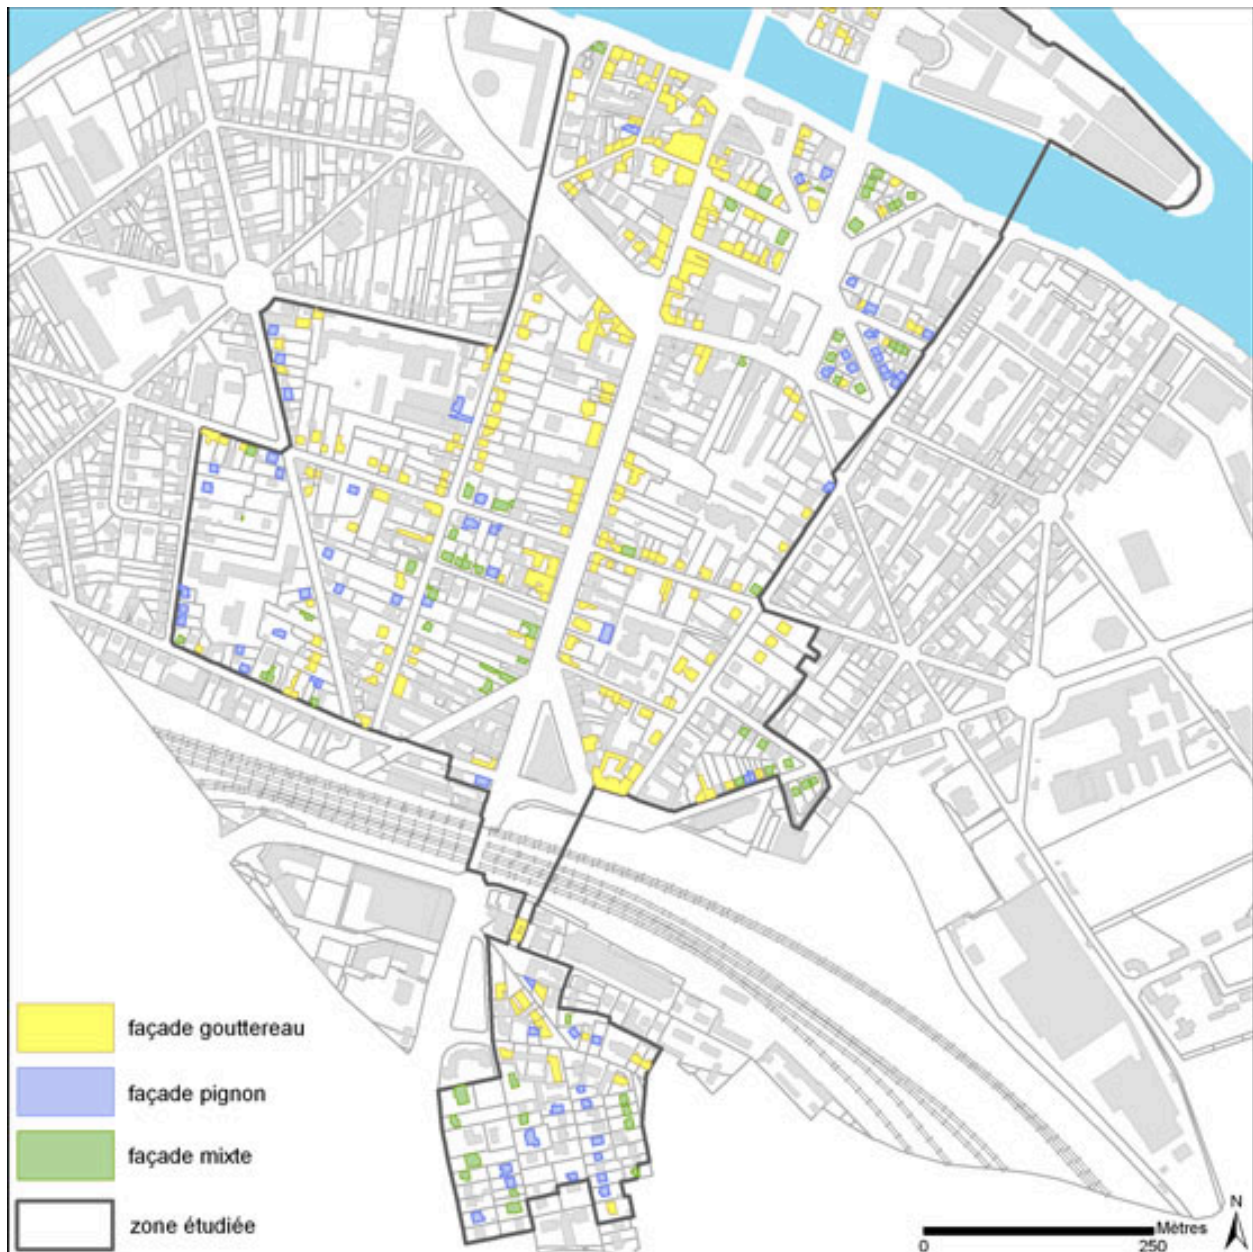 façade gouttereau
façade pignon
façade mixte
zone étudiée
N
Mètres
0 250